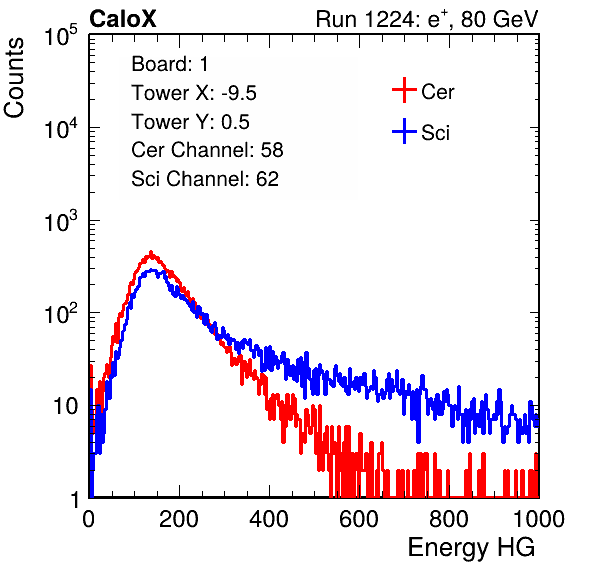 CaloX Run 1224: e⁺, 80 GeV
Counts
10⁵
10⁴
10³
10²
10
1
Board: 1
Tower X: -9.5
Tower Y: 0.5
Cer Channel: 58
Sci Channel: 62
Cer
Sci
0 200 400 600 800 1000
Energy HG